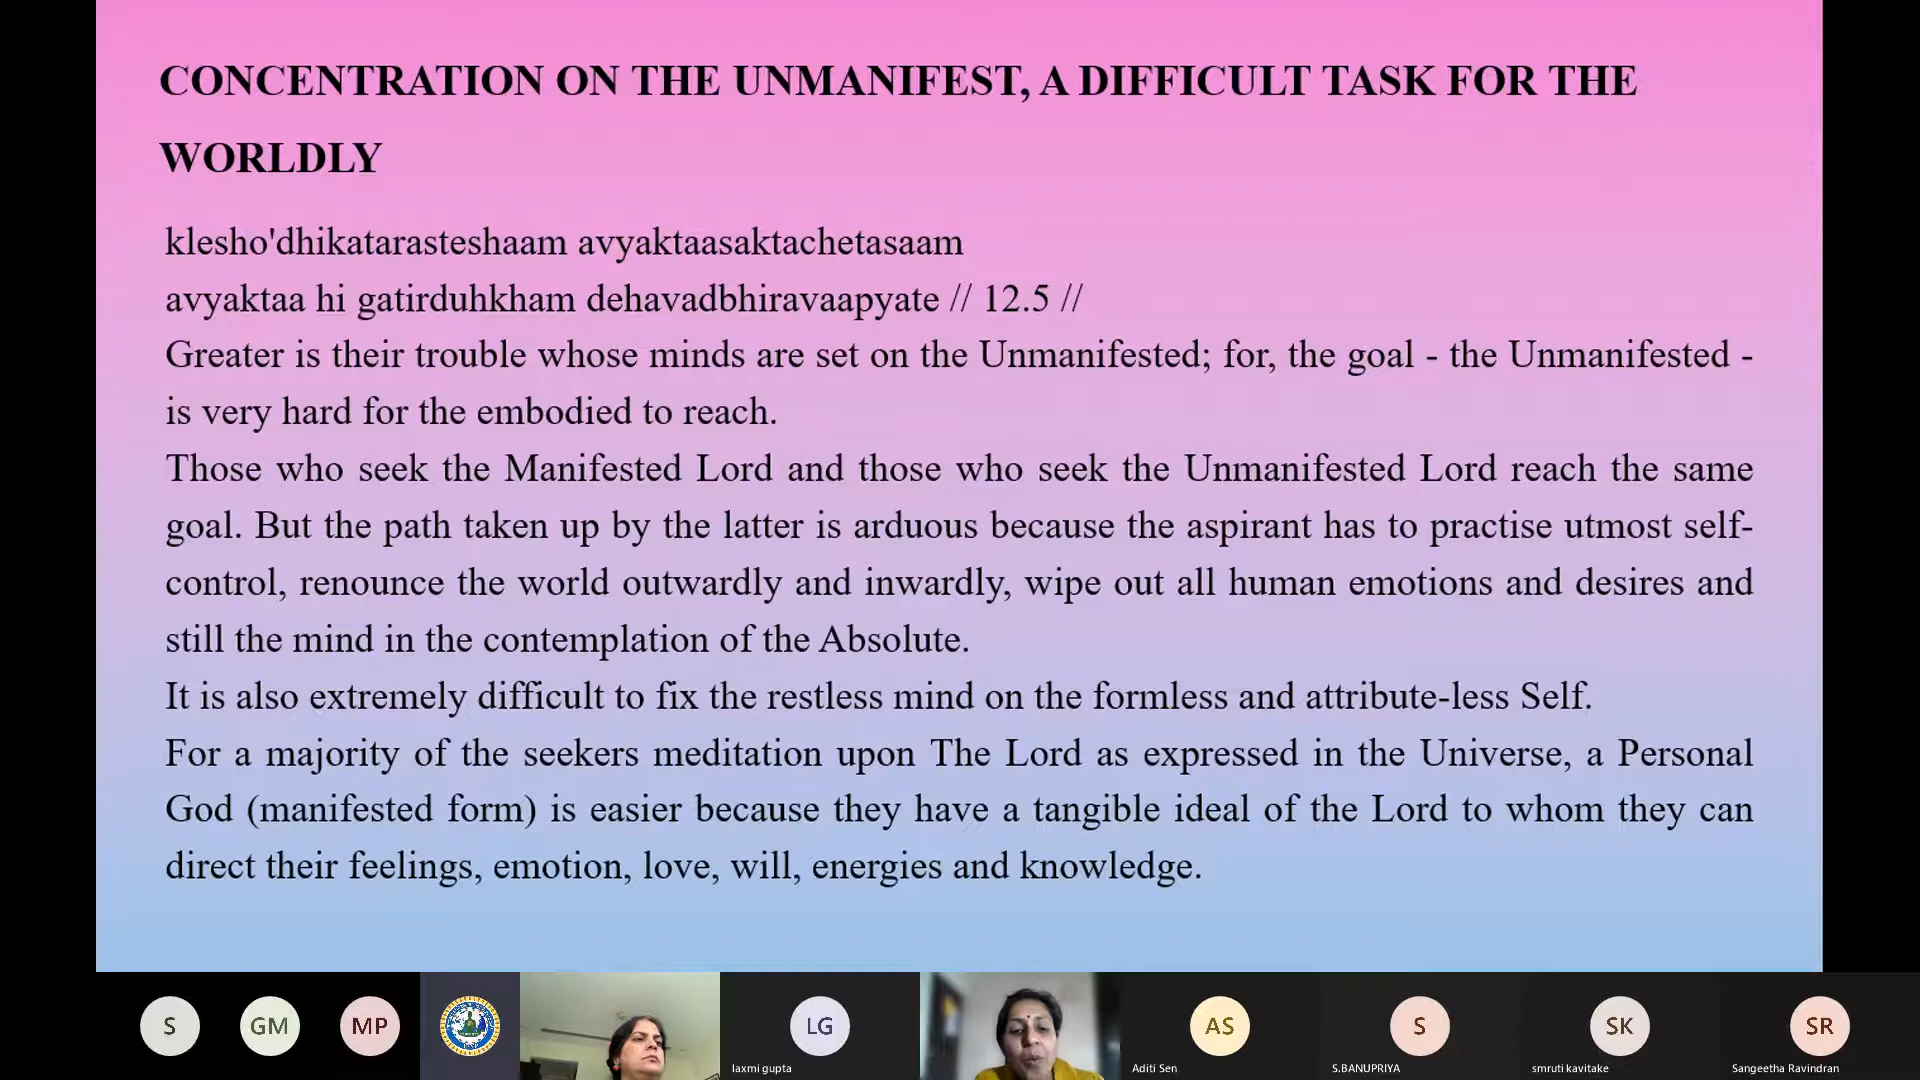 CONCENTRATION ON THE UNMANIFEST, A DIFFICULT TASK FOR THE
WORLDLY
klesho'dhikatarasteshaam avyaktaasaktachetasaam
avyaktaa hi gatirduhkham dehavadbhiravaapyate // 12.5 //
Greater is their trouble whose minds are set on the Unmanifested; for, the goal - the Unmanifested -
is very hard for the embodied to reach.
Those who seek the Manifested Lord and those who seek the Unmanifested Lord reach the same
goal. But the path taken up by the latter is arduous because the aspirant has to practise utmost self-
control, renounce the world outwardly and inwardly, wipe out all human emotions and desires and
still the mind in the contemplation of the Absolute.
It is also extremely difficult to fix the restless mind on the formless and attribute-less Self.
For a majority of the seekers meditation upon The Lord as expressed in the Universe, a Personal
God (manifested form) is easier because they have a tangible ideal of the Lord to whom they can
direct their feelings, emotion, love, will, energies and knowledge.
S GM MP LG AS S SK SR
laxmi gupta Aditi Sen S.BANUPRIYA smruti kavitake Sangeetha Ravindran